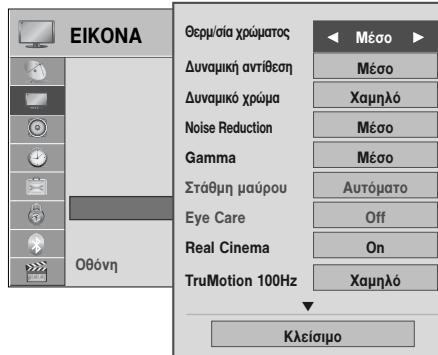 ΕΙΚΟΝΑ
Οθόνη
Θερμ/σία χρώματος ◄ Μέσο ►
Δυναμική αντίθεση Μέσο
Δυναμικό χρώμα Χαμηλό
Noise Reduction Μέσο
Gamma Μέσο
Στάθμη μαύρου Αυτόματο
Eye Care Off
Real Cinema On
TruMotion 100Hz Χαμηλό
▼
Κλείσιμο